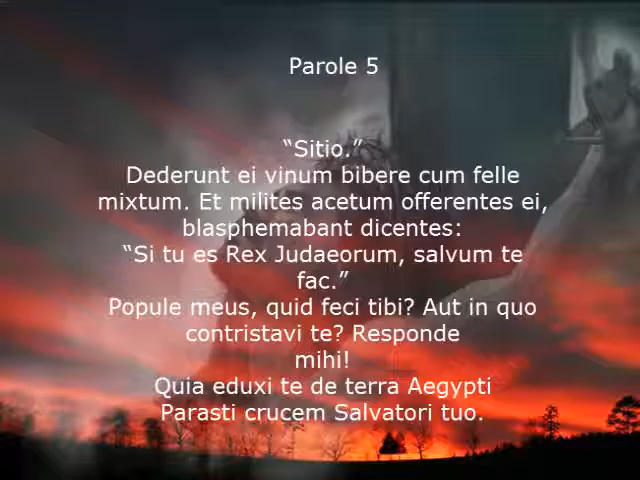 Parole 5
“Sitio.”
Dederunt ei vinum bibere cum felle
mixtum. Et milites acetum offerentes ei,
blasphemabant dicentes:
“Si tu es Rex Judaeorum, salvum te
fac.”
Popule meus, quid feci tibi? Aut in quo
contristavi te? Responde
mihi!
Quia eduxi te de terra Aegypti
Parasti crucem Salvatori tuo.